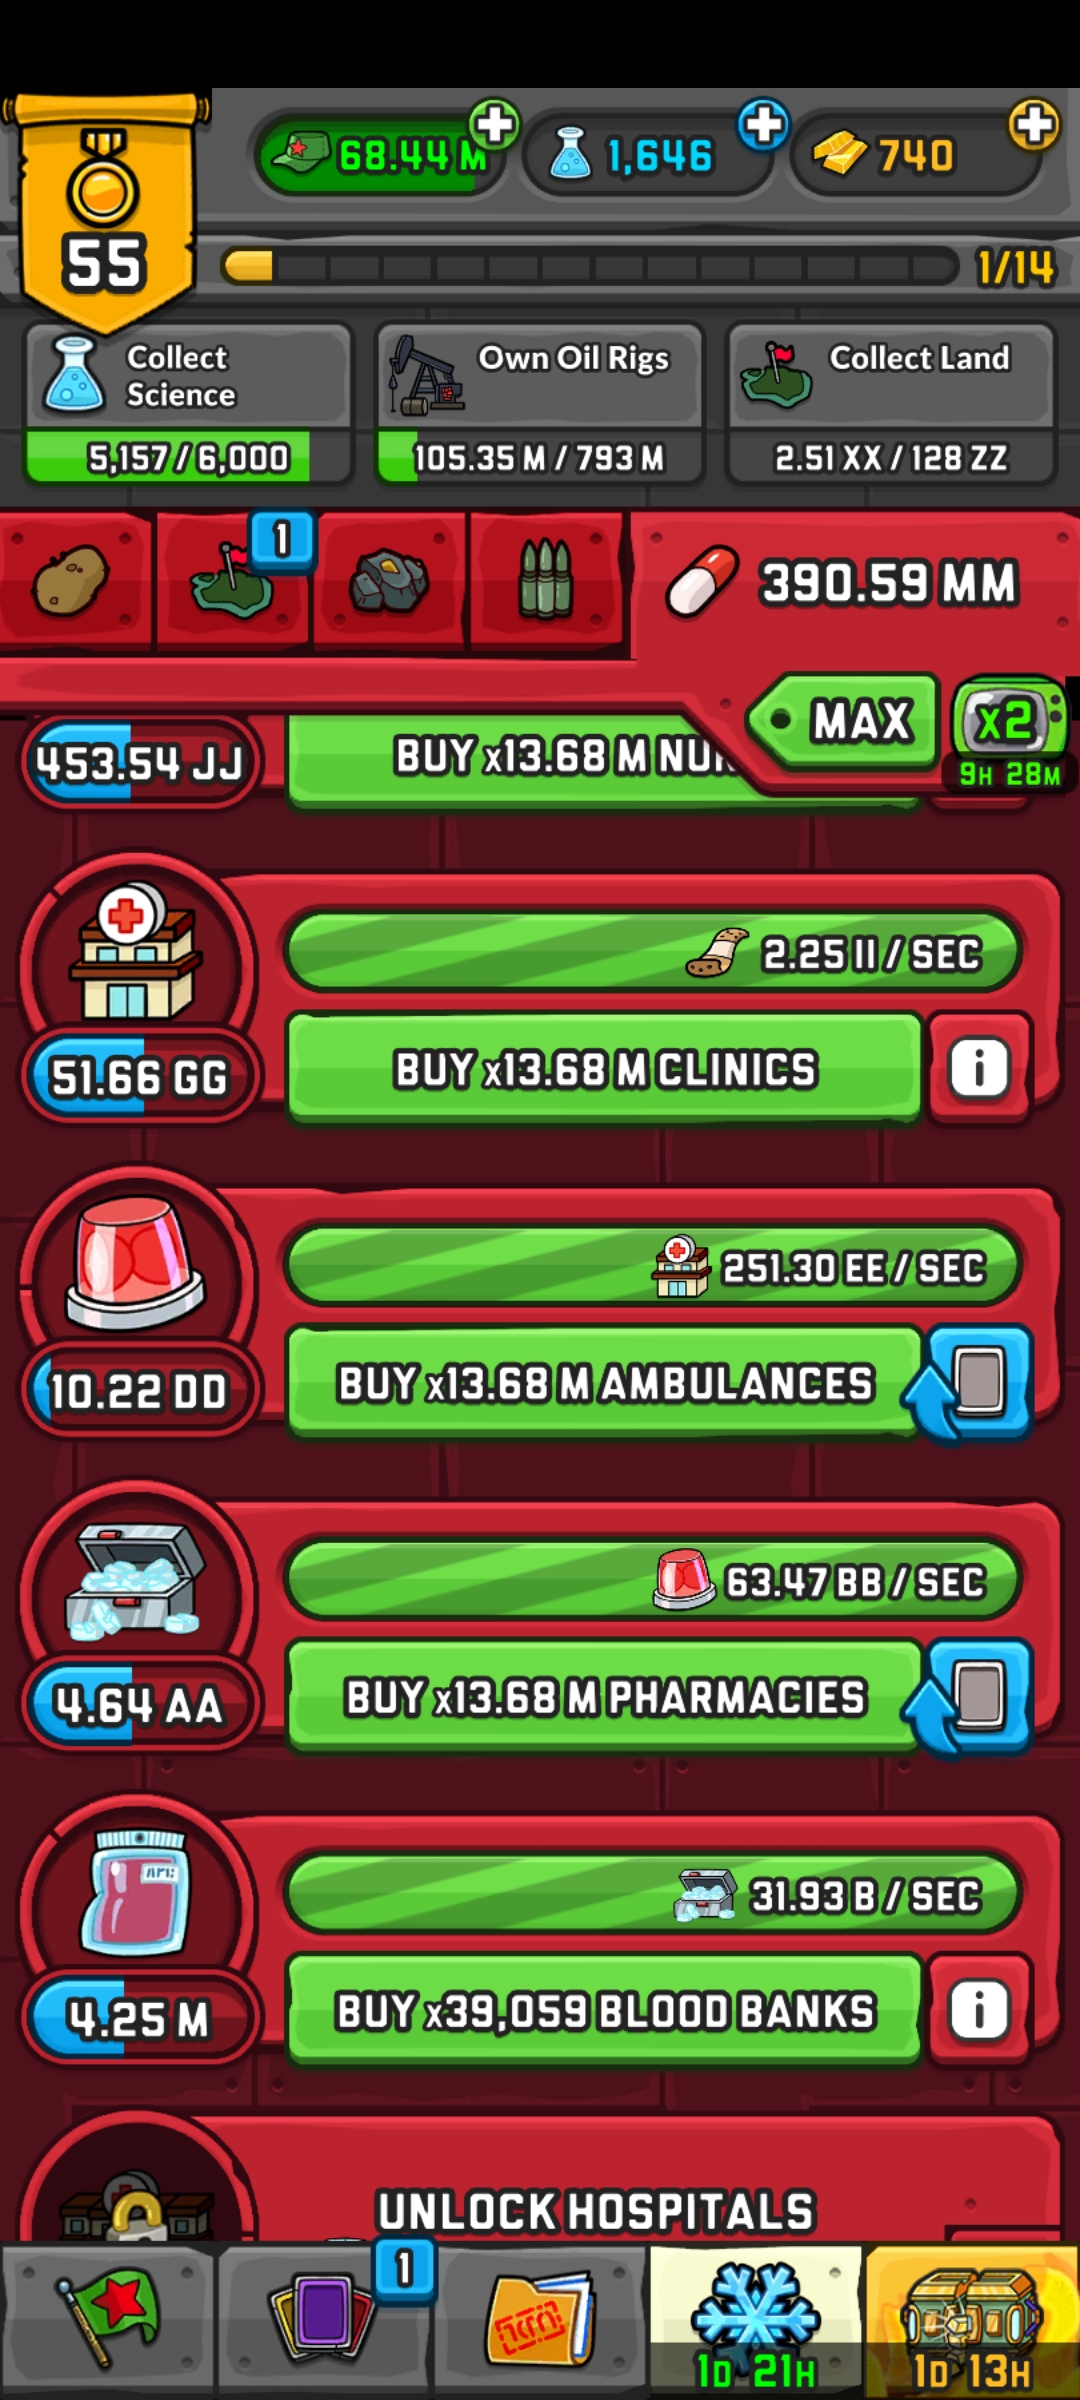 68.44 M
1,646
740
55
1/14
Collect
Science
5,157 / 6,000
Own Oil Rigs
105.35 M / 793 M
Collect Land
2.51 XX / 128 ZZ
1
390.59 MM
MAX
x2
9H 28M
453.54 JJ
BUY x13.68 M
2.25 II / SEC
51.66 GG
BUY x13.68 M CLINICS
i
251.30 EE / SEC
10.22 DD
BUY x13.68 M AMBULANCES
63.47 BB / SEC
4.64 AA
BUY x13.68 M PHARMACIES
31.93 B / SEC
4.25 M
BUY x39,059 BLOOD BANKS
i
UNLOCK HOSPITALS
1
1D 21H
1D 13H